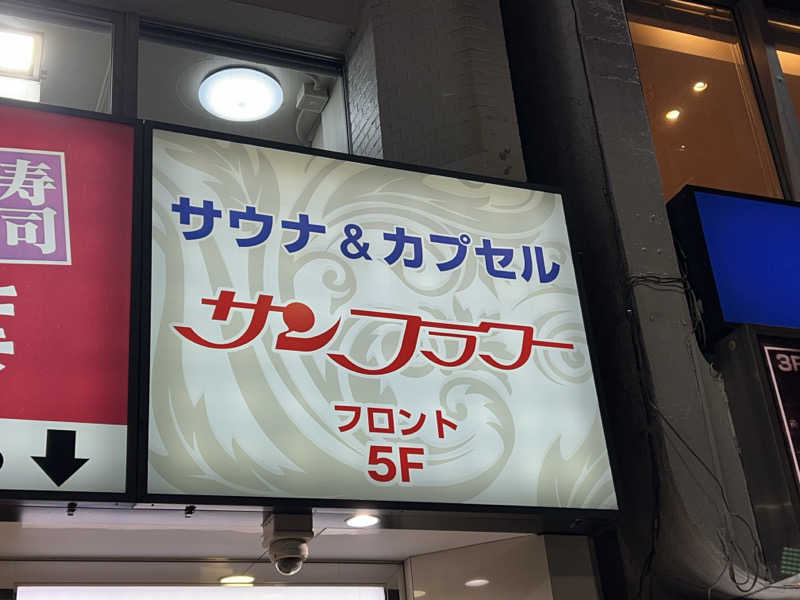 寿司
サウナ&カプセル
サンフラワー
フロント
5F
3F